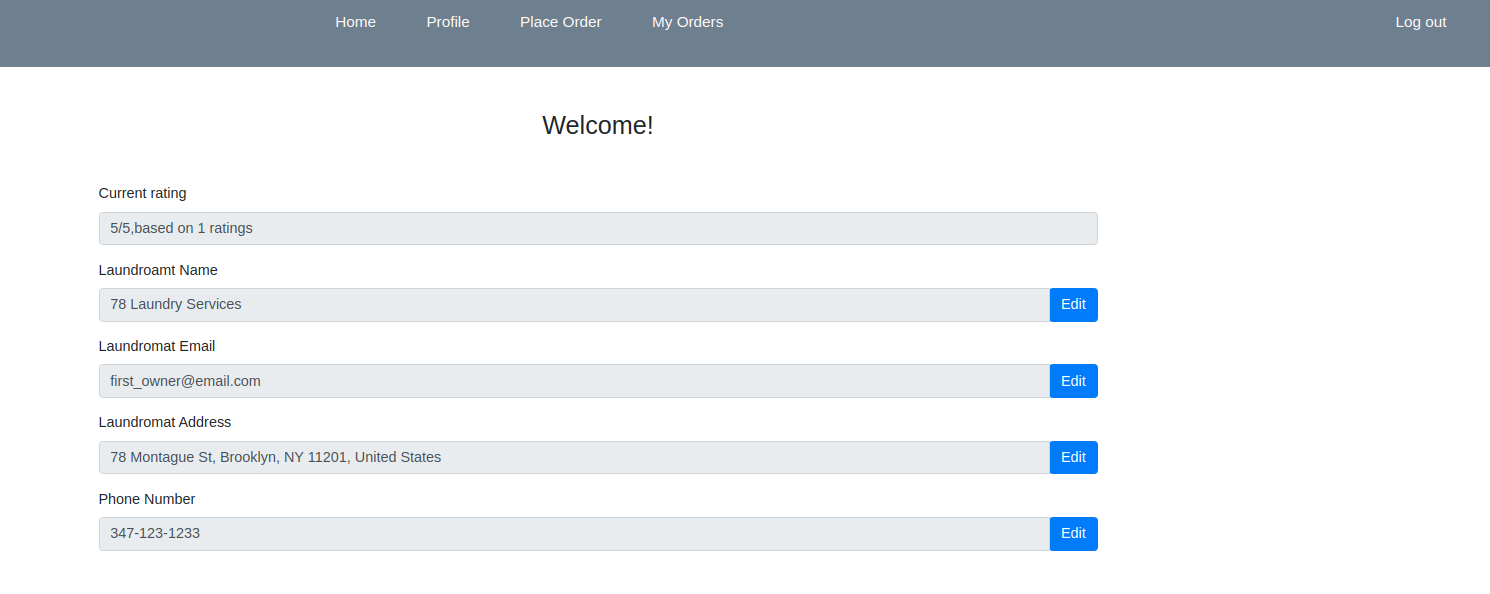 Home Profile Place Order My Orders Log out
Welcome!
Current rating
5/5,based on 1 ratings
Laundroamt Name
78 Laundry Services Edit
Laundromat Email
first_owner@email.com Edit
Laundromat Address
78 Montague St, Brooklyn, NY 11201, United States Edit
Phone Number
347-123-1233 Edit